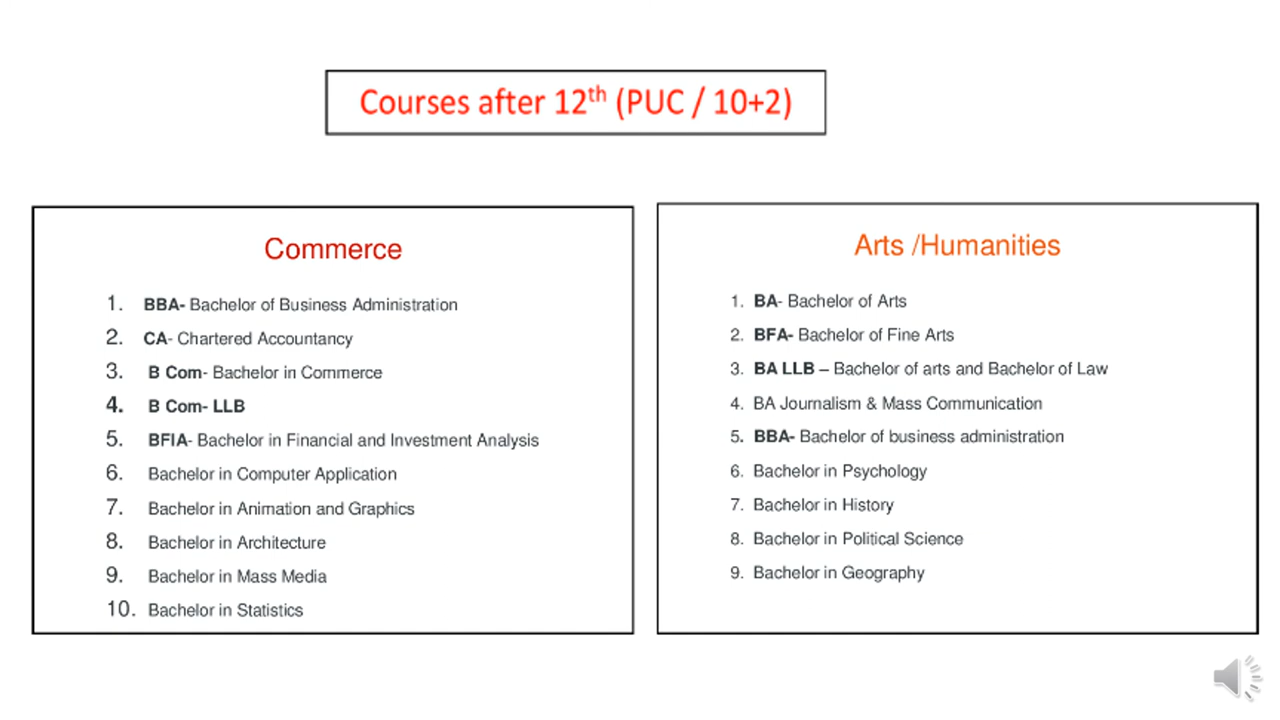 Courses after 12th (PUC / 10+2)
Commerce
1. BBA- Bachelor of Business Administration
2. CA- Chartered Accountancy
3. B Com- Bachelor in Commerce
4. B Com- LLB
5. BFIA- Bachelor in Financial and Investment Analysis
6. Bachelor in Computer Application
7. Bachelor in Animation and Graphics
8. Bachelor in Architecture
9. Bachelor in Mass Media
10. Bachelor in Statistics
Arts /Humanities
1. BA- Bachelor of Arts
2. BFA- Bachelor of Fine Arts
3. BA LLB – Bachelor of arts and Bachelor of Law
4. BA Journalism & Mass Communication
5. BBA- Bachelor of business administration
6. Bachelor in Psychology
7. Bachelor in History
8. Bachelor in Political Science
9. Bachelor in Geography